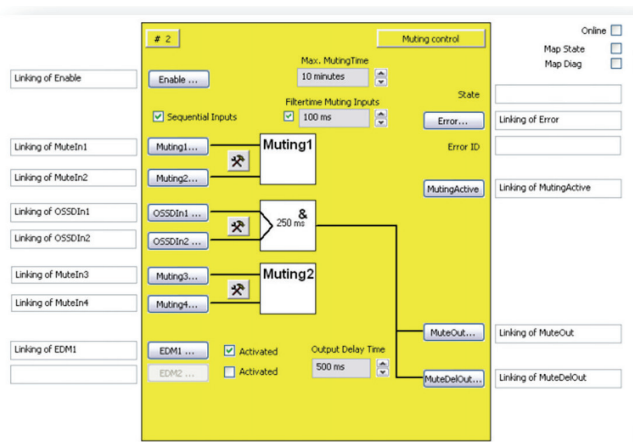 # 2
Muting control
Online
Map State
Map Diag
Max. MutingTime
Linking of Enable
Enable ...
10 minutes
State
Filtertime Muting Inputs
Sequential Inputs
100 ms
Error...
Linking of Error
Linking of MuteIn1
Muting1...
Muting1
Error ID
Linking of MuteIn2
Muting2...
MutingActive
Linking of MutingActive
Linking of OSSDIn1
OSSDIn1 ...
&
250 ms
Linking of OSSDIn2
OSSDIn2 ...
Linking of MuteIn3
Muting3...
Muting2
Linking of MuteIn4
Muting4...
MuteOut...
Linking of MuteOut
Linking of EDM1
EDM1 ...
Activated
Output Delay Time
EDM2 ...
Activated
500 ms
MuteDelOut...
Linking of MuteDelOut